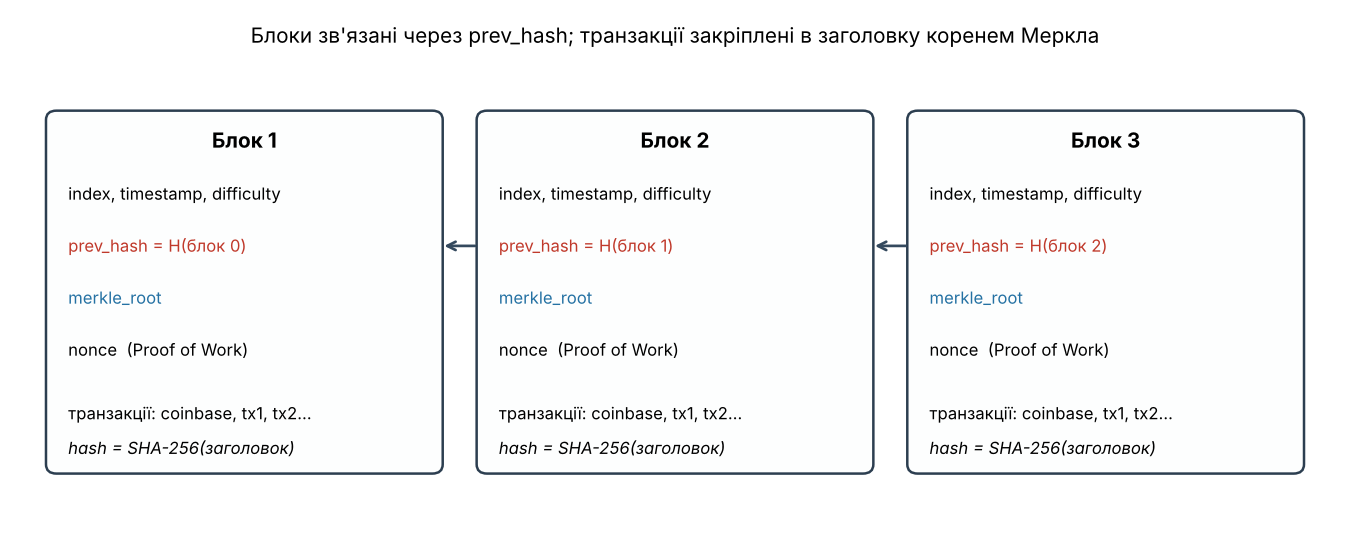 Блоки зв'язані через prev_hash; транзакції закріплені в заголовку коренем Меркла
Блок 1
index, timestamp, difficulty
prev_hash = H(блок 0)
merkle_root
nonce  (Proof of Work)
транзакції: coinbase, tx1, tx2...
hash = SHA-256(заголовок)
Блок 2
index, timestamp, difficulty
prev_hash = H(блок 1)
merkle_root
nonce  (Proof of Work)
транзакції: coinbase, tx1, tx2...
hash = SHA-256(заголовок)
Блок 3
index, timestamp, difficulty
prev_hash = H(блок 2)
merkle_root
nonce  (Proof of Work)
транзакції: coinbase, tx1, tx2...
hash = SHA-256(заголовок)